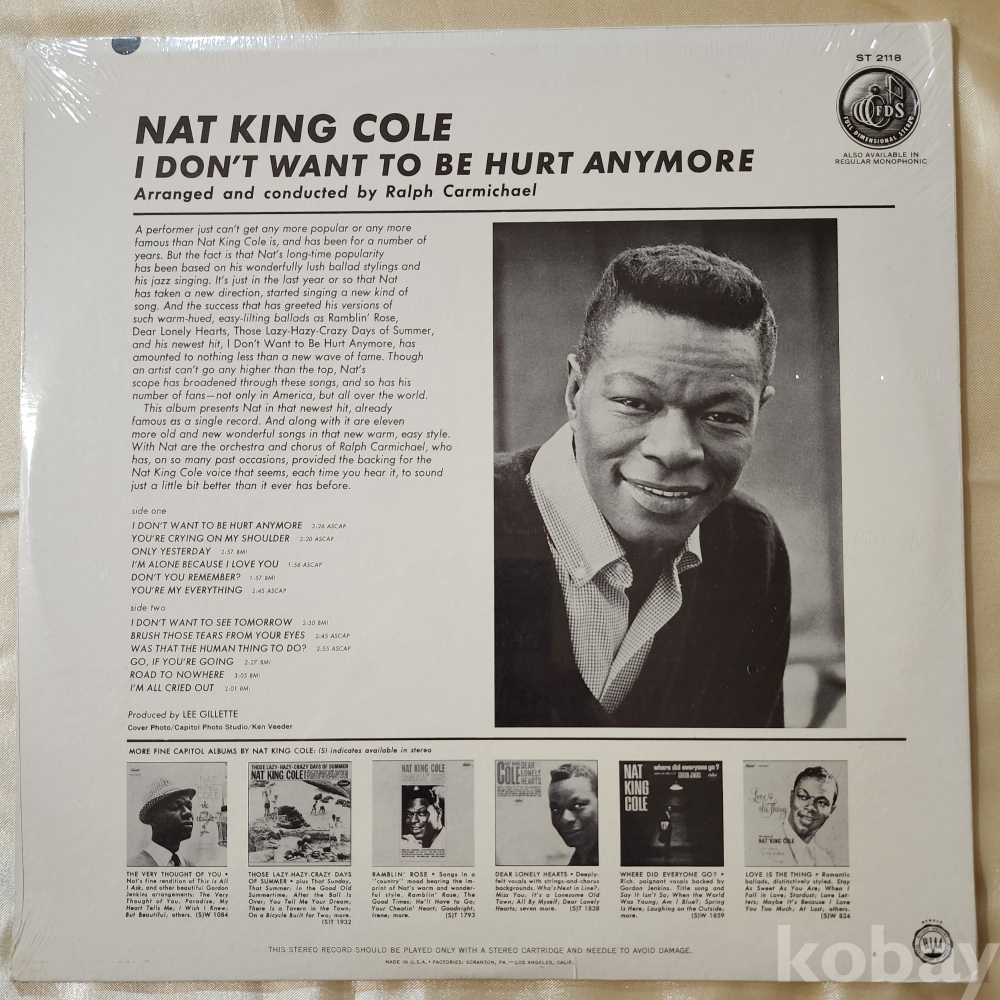 ST 2118
FDS
FULL DIMENSIONAL STEREO
ALSO AVAILABLE IN
REGULAR MONOPHONIC
NAT KING COLE
I DON'T WANT TO BE HURT ANYMORE
Arranged and conducted by Ralph Carmichael
A performer just can't get any more popular or any more
famous than Nat King Cole is, and has been for a number of
years. But the fact is that Nat's long-time popularity
has been based on his wonderfully lush ballad stylings and
his jazz singing. It's just in the last year or so that Nat
has taken a new direction, started singing a new kind of
song. And the success that has greeted his versions of
such warm-hued, easy-lilting ballads as Ramblin' Rose,
Dear Lonely Hearts, Those Lazy-Hazy-Crazy Days of Summer,
and his newest hit, I Don't Want to Be Hurt Anymore, has
amounted to nothing less than a new wave of fame. Though
an artist can't go any higher than the top, Nat's
scope has broadened through these songs, and so has his
number of fans—not only in America, but all over the world.
This album presents Nat in that newest hit, already
famous as a single record. And along with it are eleven
more old and new wonderful songs in that new warm, easy style.
With Nat are the orchestra and chorus of Ralph Carmichael, who
has, on so many past occasions, provided the backing for the
Nat King Cole voice that seems, each time you hear it, to sound
just a little bit better than it ever has before.
side one
I DON'T WANT TO BE HURT ANYMORE 2:26 ASCAP
YOU'RE CRYING ON MY SHOULDER 2:20 ASCAP
ONLY YESTERDAY 2:57 BMI
I'M ALONE BECAUSE I LOVE YOU 1:56 ASCAP
DON'T YOU REMEMBER? 1:57 BMI
YOU'RE MY EVERYTHING 2:45 ASCAP
side two
I DON'T WANT TO SEE TOMORROW 2:30 BMI
BRUSH THOSE TEARS FROM YOUR EYES 2:45 ASCAP
WAS THAT THE HUMAN THING TO DO? 2:55 ASCAP
GO, IF YOU'RE GOING 2:27 BMI
ROAD TO NOWHERE 3:05 BMI
I'M ALL CRIED OUT 2:01 BMI
Produced by LEE GILLETTE
Cover Photo/Capitol Photo Studio/Ken Veeder
MORE FINE CAPITOL ALBUMS BY NAT KING COLE: (S) indicates available in stereo
NAT KING COLE
THOSE LAZY-HAZY-CRAZY DAYS OF SUMMER
NAT KING COLE!
NAT KING COLE
NAT KING COLE
DEAR LONELY HEARTS
where did everyone go?
NAT KING COLE
GORDON JENKINS
Love is the Thing
NAT 'KING' COLE
THE VERY THOUGHT OF YOU •
Nat's fine rendition of This is All
I Ask, and other beautiful Gordon
Jenkins arrangements: The Very
Thought of You; Paradise; My
Heart Tells Me; I Wish I Knew,
But Beautiful; others. (S)W 1084
THOSE LAZY-HAZY-CRAZY DAYS
OF SUMMER • plus That Sunday,
That Summer; In the Good Old
Summertime; After the Ball Is
Over; You Tell Me Your Dream;
There Is a Tavern in the Town;
On a Bicycle Built for Two; more.
(S)T 1932
RAMBLIN' ROSE • Songs in a
"country" mood bearing the im-
print of Nat's warm and wonder-
ful style. Ramblin' Rose; The
Good Times; He'll Have to Go;
Your Cheatin' Heart; Goodnight,
Irene; more. (S)T 1793
DEAR LONELY HEARTS • Deeply-
felt vocals with strings-and-chorus
backgrounds. Who's Next in Line?;
Miss You; It's a Lonesome Old
Town; All By Myself; Dear Lonely
Hearts; seven more. (S)T 1838
WHERE DID EVERYONE GO? •
Rich, poignant vocals backed by
Gordon Jenkins. Title song and
Say It Isn't So; When the World
Was Young; Am I Blue?; Spring
Is Here; Laughing on the Outside;
more. (S)W 1859
LOVE IS THE THING • Romantic
ballads, distinctively styled. Stay
As Sweet As You Are; When I
Fall in Love; Stardust; Love Let-
ters; Maybe It's Because I Love
You Too Much; At Last; others.
(S)W 824
THIS STEREO RECORD SHOULD BE PLAYED ONLY WITH A STEREO CARTRIDGE AND NEEDLE TO AVOID DAMAGE.
MADE IN U.S.A. • FACTORIES: SCRANTON, PA.—LOS ANGELES, CALIF.
RIAA
kobay